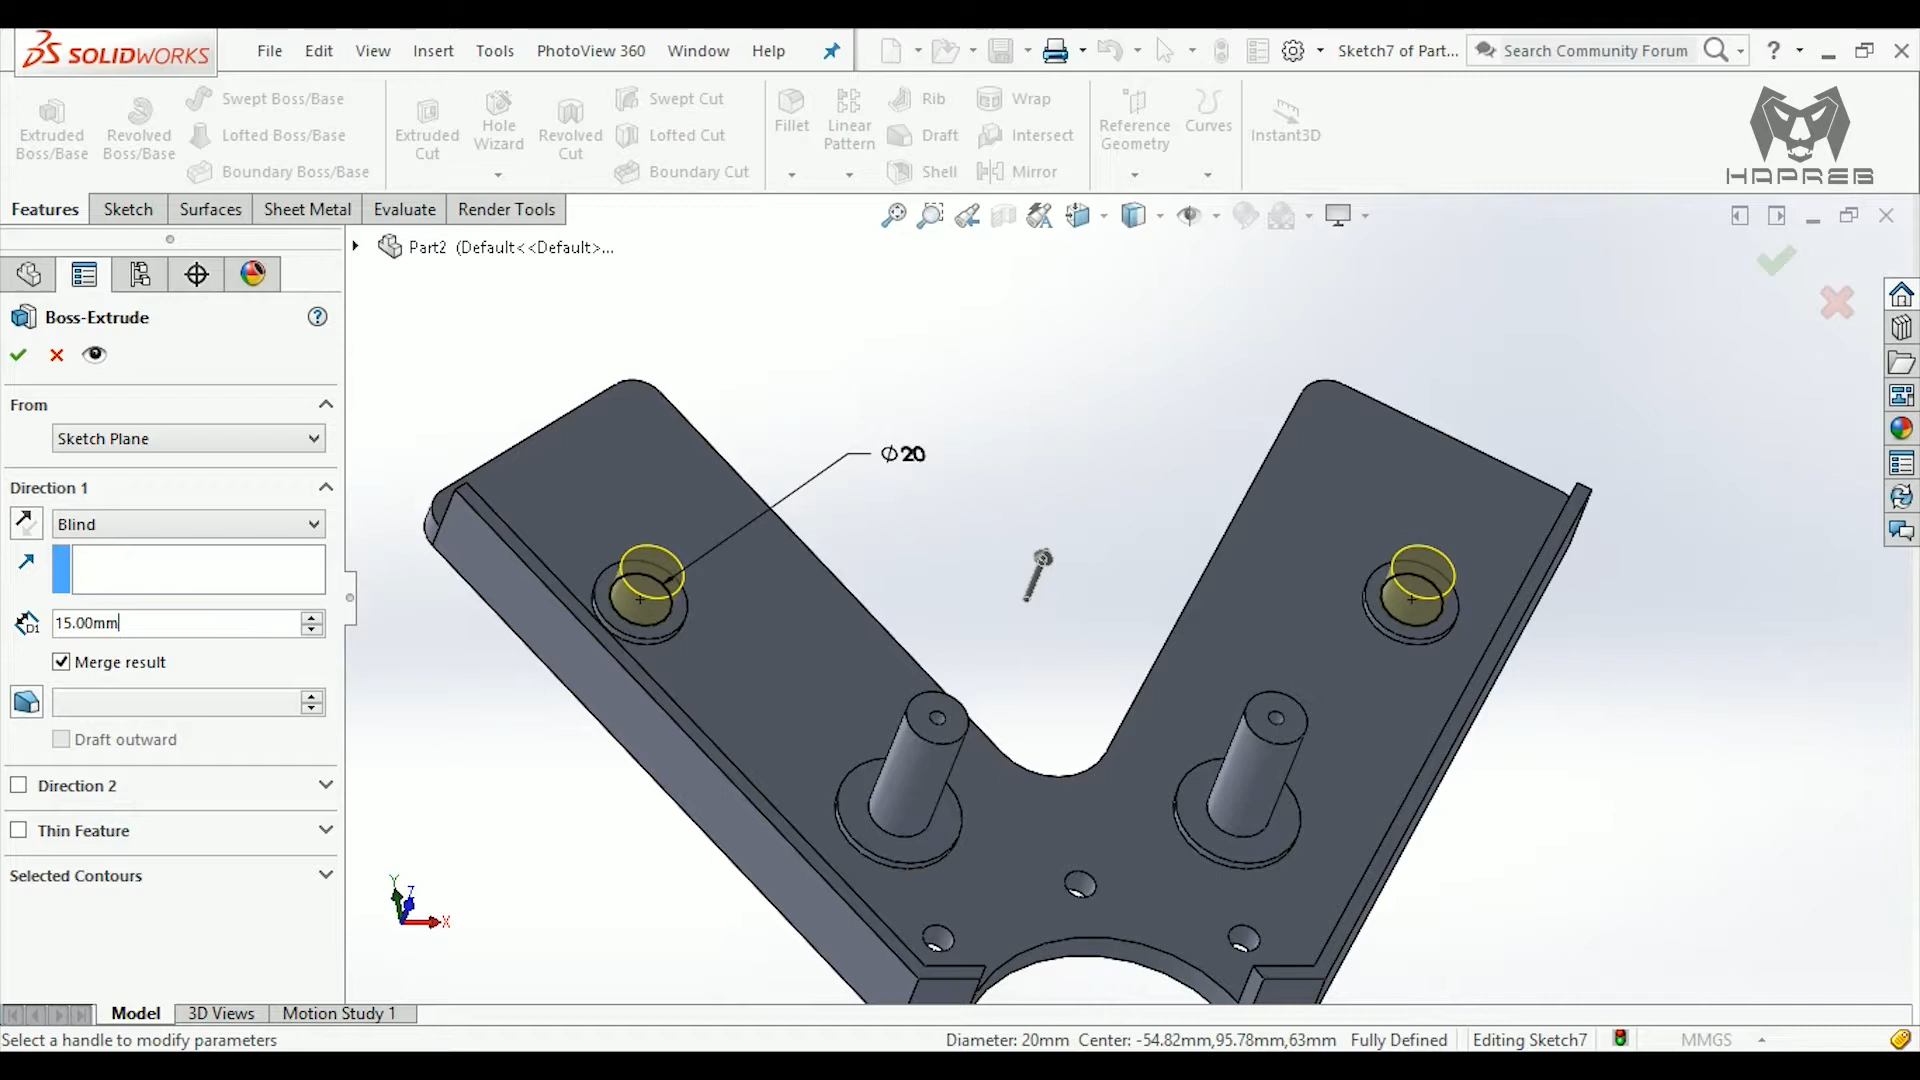 SOLIDWORKS File Edit View Insert Tools PhotoView 360 Window Help Sketch7 of Part... Search Community Forum ?
Extruded Boss/Base
Revolved Boss/Base
Swept Boss/Base
Lofted Boss/Base
Boundary Boss/Base
Extruded Cut
Hole Wizard
Revolved Cut
Swept Cut
Lofted Cut
Boundary Cut
Fillet
Linear Pattern
Rib
Draft
Shell
Wrap
Intersect
Mirror
Reference Geometry
Curves
Instant3D
HAPREB
Features Sketch Surfaces Sheet Metal Evaluate Render Tools
Part2 (Default<<Default>...
Boss-Extrude ?
From
Sketch Plane
Direction 1
Blind
D1 15.00mm
Merge result
Draft outward
Direction 2
Thin Feature
Selected Contours
∅20
Y
Z
X
Model 3D Views Motion Study 1
Select a handle to modify parameters Diameter: 20mm Center: -54.82mm,95.78mm,63mm Fully Defined Editing Sketch7 MMGS